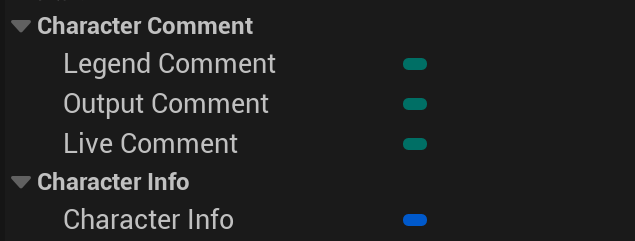 Character Comment
Legend Comment
Output Comment
Live Comment
Character Info
Character Info